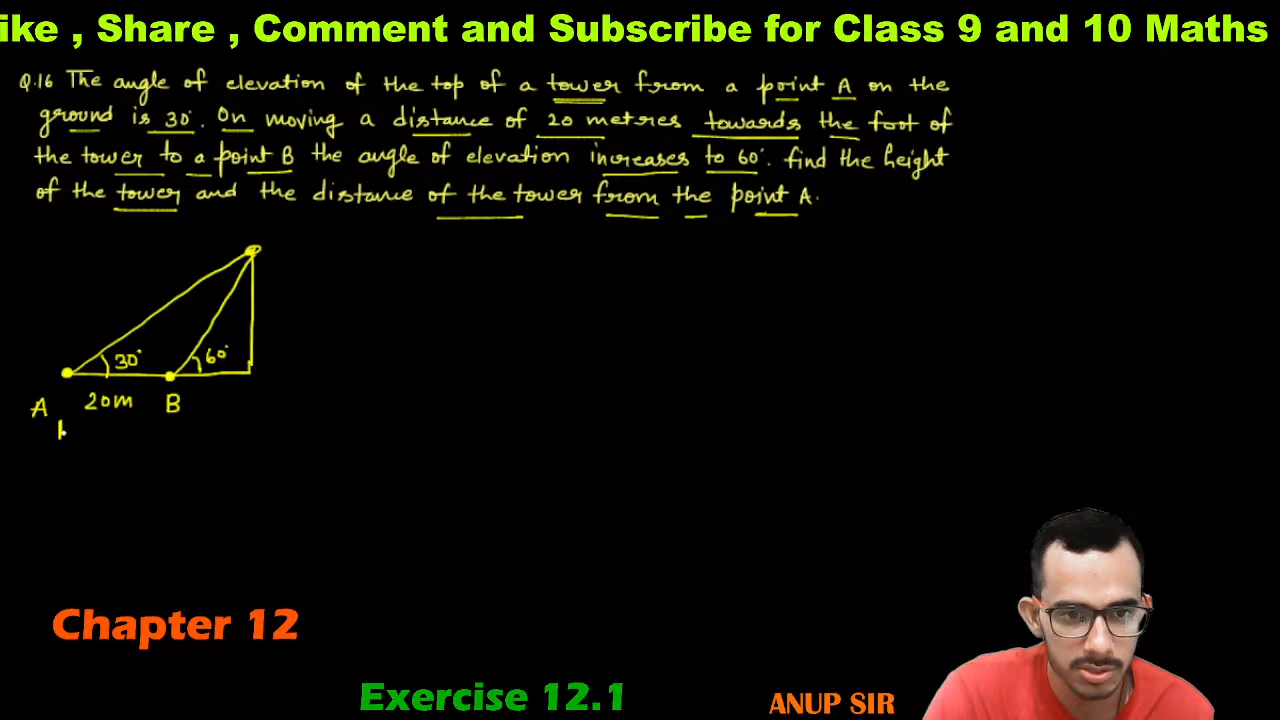 ike , Share , Comment and Subscribe for Class 9 and 10 Maths
Q.16 The angle of elevation of the top of a tower from a point A on the
ground is 30°. On moving a distance of 20 metres towards the foot of
the tower to a point B the angle of elevation increases to 60°. find the height
of the tower and the distance of the tower from the point A.
30° 60°
A 20m B
Chapter 12
Exercise 12.1
ANUP SIR